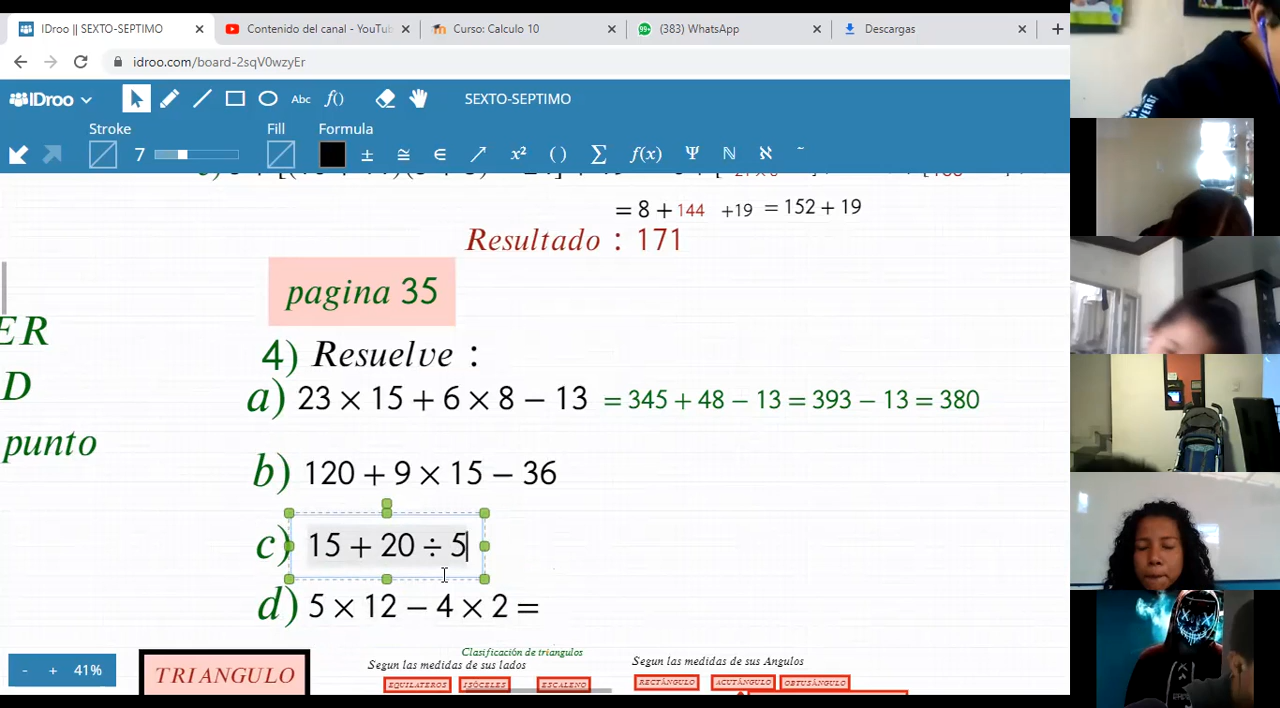 IDroo || SEXTO-SEPTIMO
Contenido del canal - YouTub
Curso: Calculo 10
(383) WhatsApp
Descargas
idroo.com/board-2sqV0wzyEr
IDroo
Abc
f()
SEXTO-SEPTIMO
Stroke
Fill
Formula
7
± ≅ ∈ x² ( ) ∑ f(x) Ψ ℕ ℵ ~
= 8 + 144 +19 = 152 + 19
Resultado : 171
pagina 35
ER
D
punto
4) Resuelve :
a) 23 × 15 + 6 × 8 − 13 = 345 + 48 − 13 = 393 − 13 = 380
b) 120 + 9 × 15 − 36
c) 15 + 20 ÷ 5
d) 5 × 12 − 4 × 2 =
- + 41%
TRIANGULO
Clasificación de triangulos
Segun las medidas de sus lados
EQUILATEROS
ISÓCELES
ESCALENO
Segun las medidas de sus Angulos
RECTÁNGULO
ACUTÁNGULO
OBTUSÁNGULO